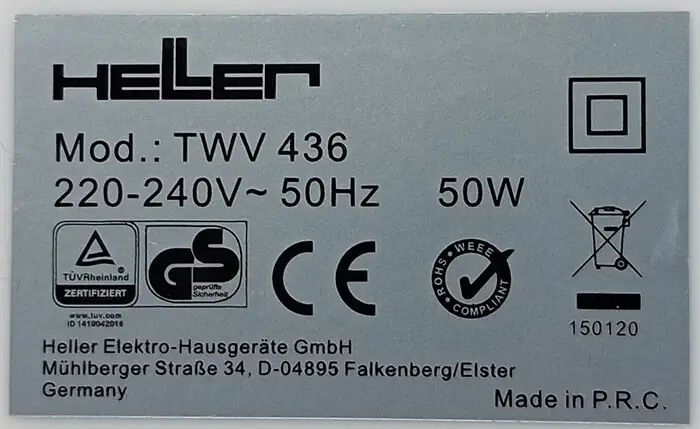 HELLER
Mod.: TWV 436
220-240V~ 50Hz 50W
TÜVRheinland
ZERTIFIZIERT
GS
geprüfte
Sicherheit
CE
ROHS WEEE
COMPLIANT
www.tuv.com
ID 1419042018
150120
Heller Elektro-Hausgeräte GmbH
Mühlberger Straße 34, D-04895 Falkenberg/Elster
Germany
Made in P.R.C.